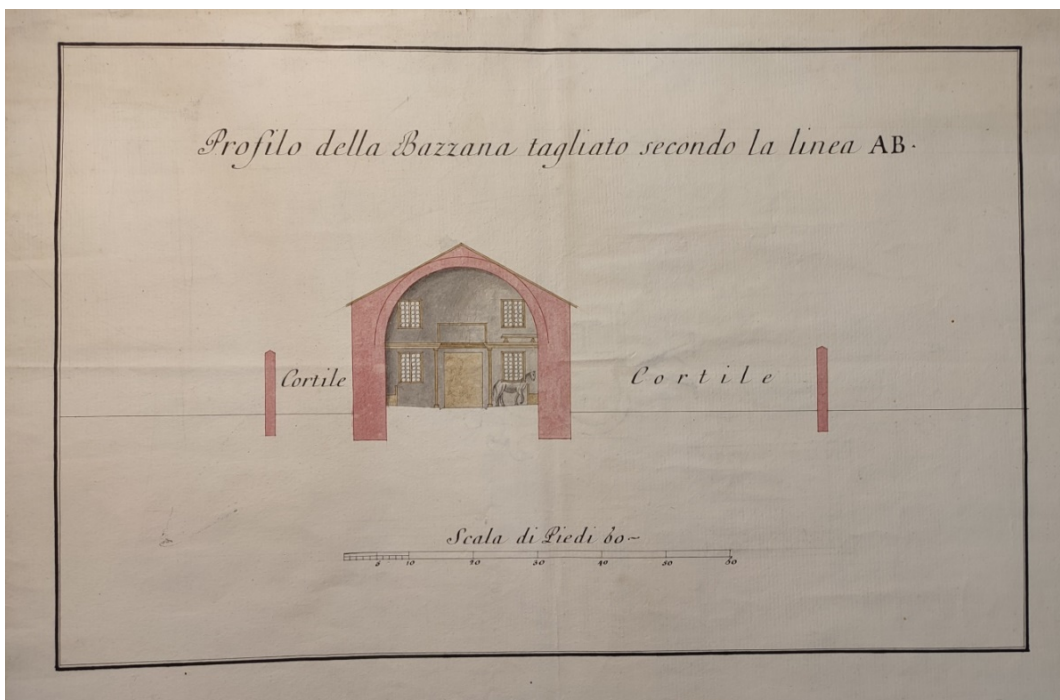 Profilo della Bazzana tagliato secondo la linea AB.
Cortile
Cortile
Scala di Piedi 60
5 10 20 30 40 50 60